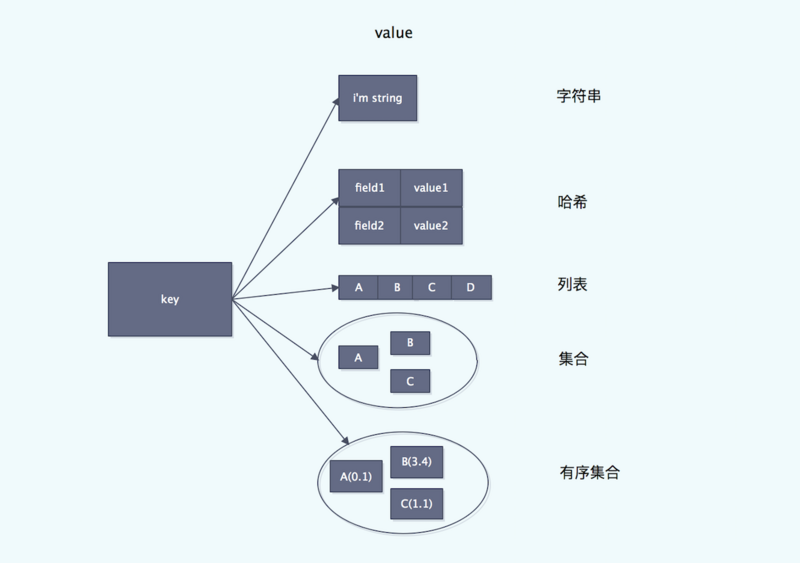 value
i'm string
字符串
field1 value1
哈希
field2 value2
key
A B C D
列表
A
B
C
集合
A(0.1)
B(3.4)
C(1.1)
有序集合